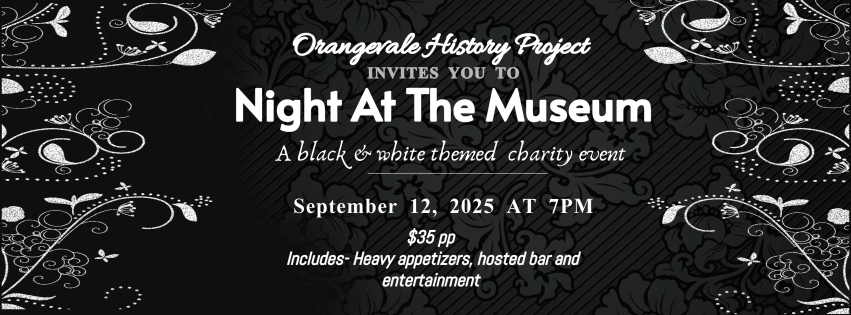 Orangevale History Project
INVITES YOU TO
Night At The Museum
A black & white themed charity event
September 12, 2025 AT 7PM
$35 pp
Includes- Heavy appetizers, hosted bar and
entertainment